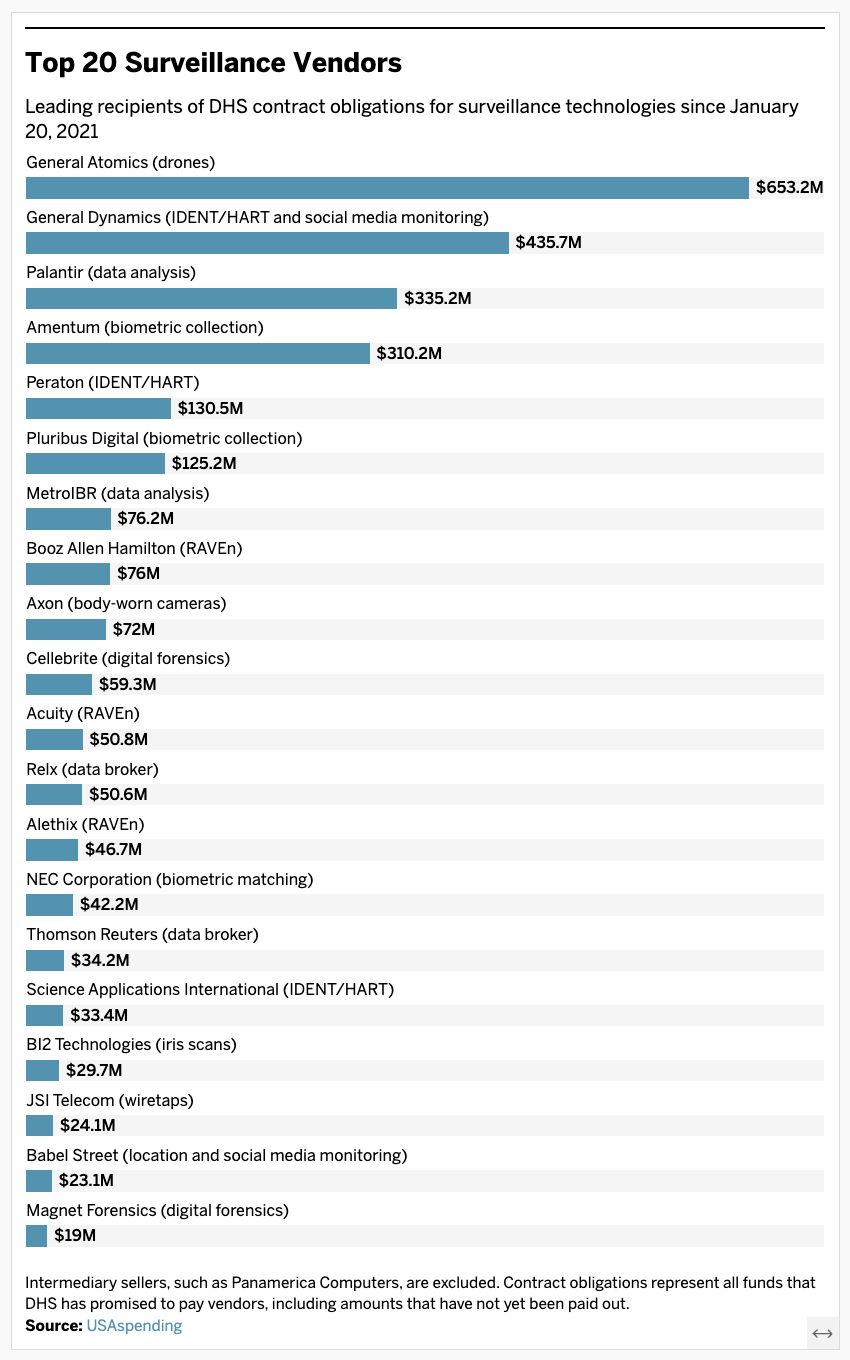 Top 20 Surveillance Vendors
Leading recipients of DHS contract obligations for surveillance technologies since January
20, 2021
General Atomics (drones)
$653.2M
General Dynamics (IDENT/HART and social media monitoring)
$435.7M
Palantir (data analysis)
$335.2M
Amentum (biometric collection)
$310.2M
Peraton (IDENT/HART)
$130.5M
Pluribus Digital (biometric collection)
$125.2M
MetroIBR (data analysis)
$76.2M
Booz Allen Hamilton (RAVEn)
$76M
Axon (body-worn cameras)
$72M
Cellebrite (digital forensics)
$59.3M
Acuity (RAVEn)
$50.8M
Relx (data broker)
$50.6M
Alethix (RAVEn)
$46.7M
NEC Corporation (biometric matching)
$42.2M
Thomson Reuters (data broker)
$34.2M
Science Applications International (IDENT/HART)
$33.4M
BI2 Technologies (iris scans)
$29.7M
JSI Telecom (wiretaps)
$24.1M
Babel Street (location and social media monitoring)
$23.1M
Magnet Forensics (digital forensics)
$19M
Intermediary sellers, such as Panamerica Computers, are excluded. Contract obligations represent all funds that
DHS has promised to pay vendors, including amounts that have not yet been paid out.
Source: USAspending